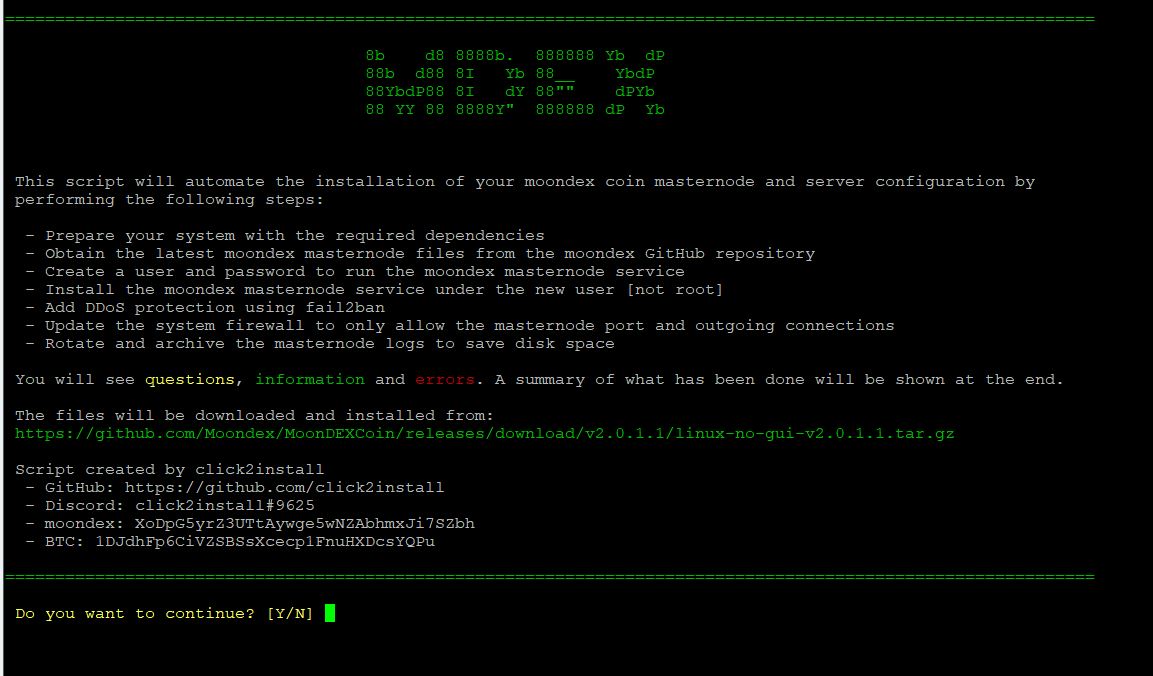 ================================================================================
8b    d8 8888b.  888888 Yb  dP
88b  d88 8I   Yb 88__    YbdP
88YbdP88 8I   dY 88""    dPYb
88 YY 88 8888Y"  888888 dP  Yb
This script will automate the installation of your moondex coin masternode and server configuration by
performing the following steps:
- Prepare your system with the required dependencies
- Obtain the latest moondex masternode files from the moondex GitHub repository
- Create a user and password to run the moondex masternode service
- Install the moondex masternode service under the new user [not root]
- Add DDoS protection using fail2ban
- Update the system firewall to only allow the masternode port and outgoing connections
- Rotate and archive the masternode logs to save disk space
You will see questions, information and errors. A summary of what has been done will be shown at the end.
The files will be downloaded and installed from:
https://github.com/Moondex/MoonDEXCoin/releases/download/v2.0.1.1/linux-no-gui-v2.0.1.1.tar.gz
Script created by click2install
- GitHub: https://github.com/click2install
- Discord: click2install#9625
- moondex: XoDpG5yrZ3UTtAywge5wNZAbhmxJi7SZbh
- BTC: 1DJdhFp6CiVZSBSsXcecp1FnuHXDcsYQPu
================================================================================
Do you want to continue? [Y/N]